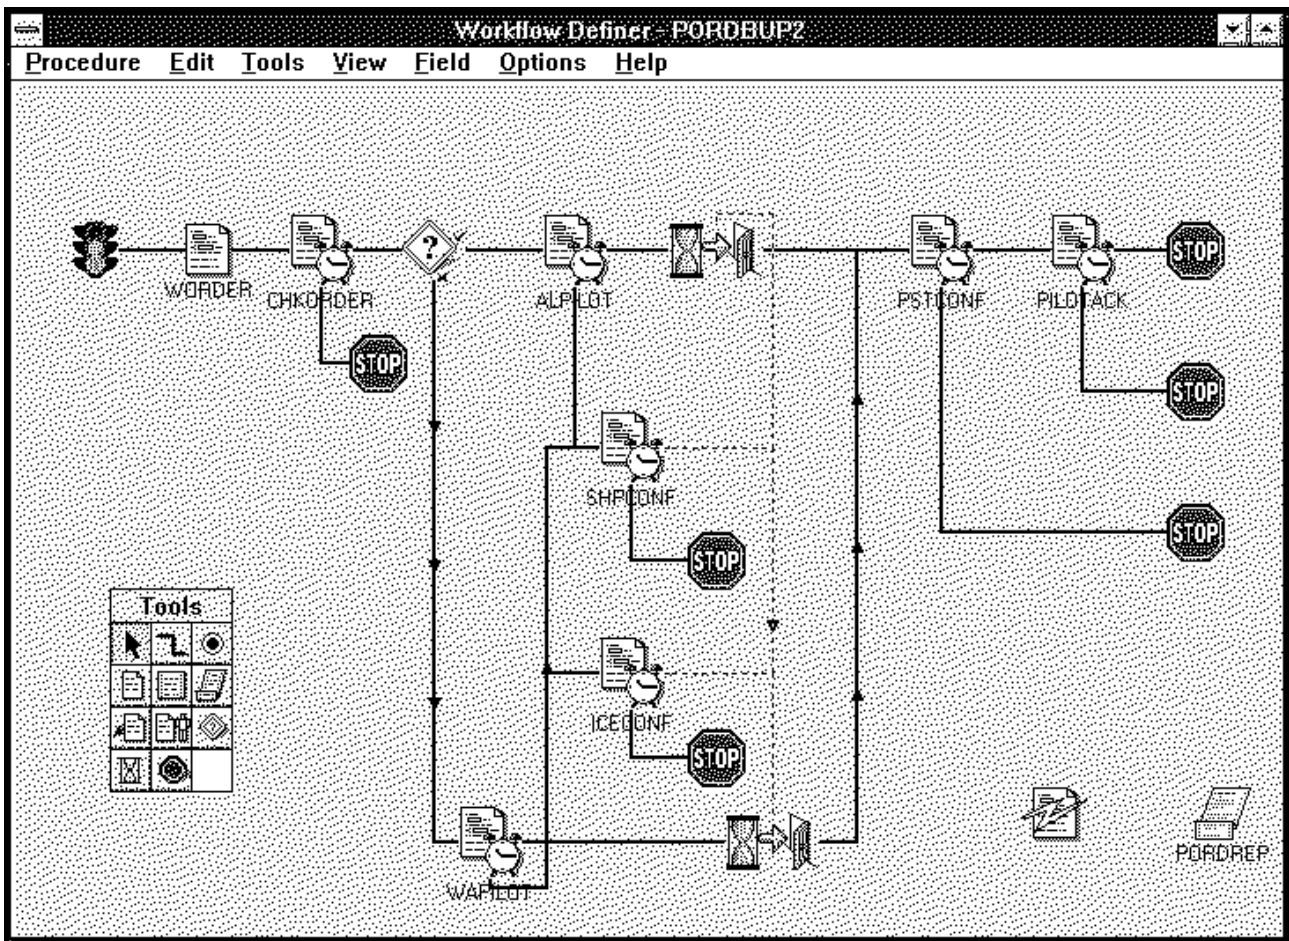 Workflow Definer - PORDBUP2
Procedure Edit Tools View Field Options Help
?
WORDER CHKORDER ALPILOT PSTCONF PILOTACK STOP
STOP
STOP
SHPCONF
STOP
STOP
Tools
ICECONF
STOP
WAPILOT
PORDREP